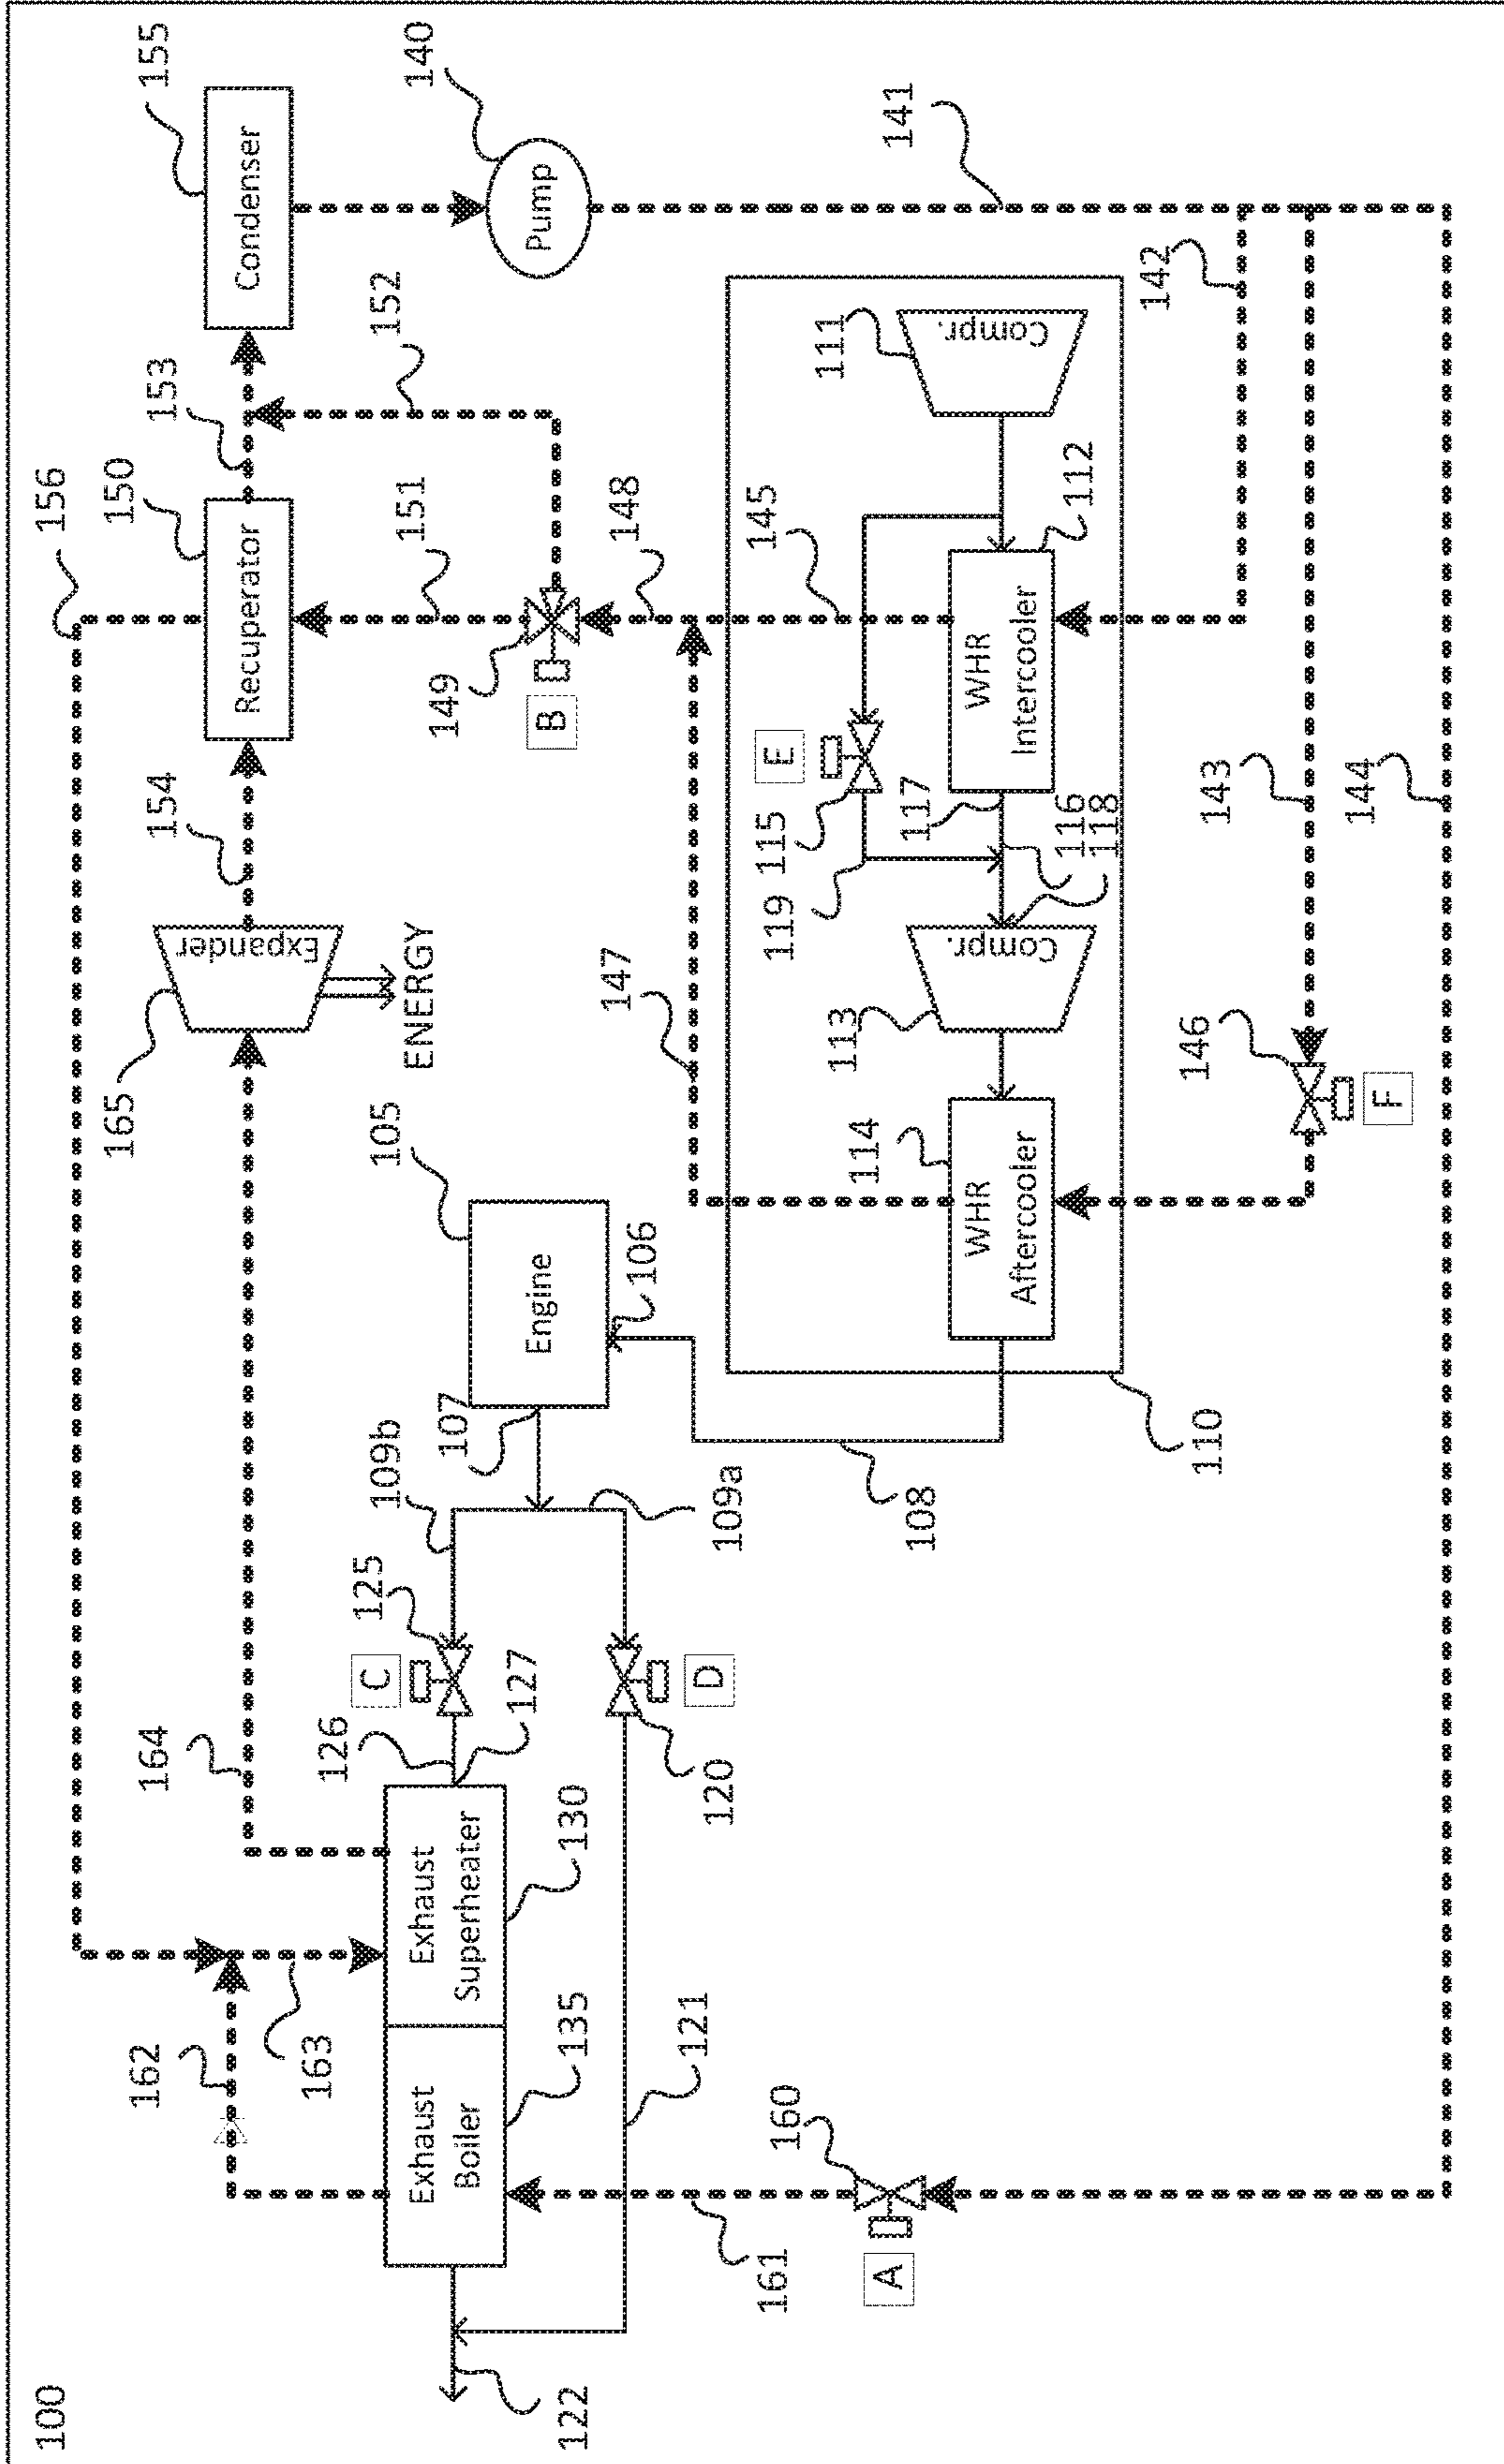 100
122
162
163
Exhaust
Boiler
135
121
161
160
A
Exhaust
Superheater
130
164
126
127
C
125
D
120
109b
109a
107
108
Engine
105
106
110
165
Expander
ENERGY
154
156
Recuperator
150
153
Condenser
155
Pump
140
141
151
152
149
B
148
147
145
WHR
Aftercooler
114
113
Compr.
119
115
E
117
116
118
WHR
Intercooler
112
111
Compr.
142
143
144
146
F